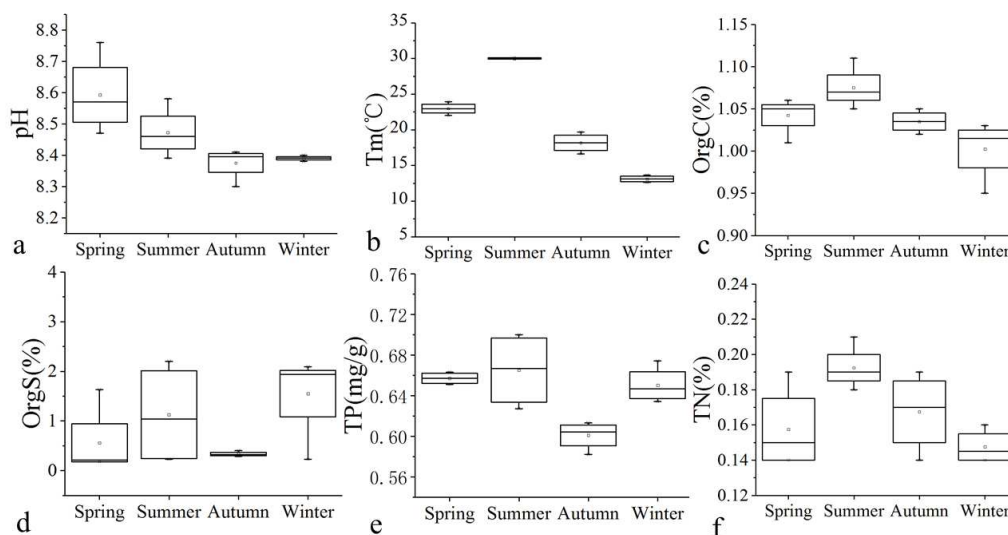 8.8
8.7
8.6
8.5
8.4
8.3
8.2
pH
Spring Summer Autumn Winter
a
35
30
25
20
15
10
5
Tm(℃)
Spring Summer Autumn Winter
b
1.15
1.10
1.05
1.00
0.95
0.90
OrgC(%)
Spring Summer Autumn Winter
c
4
3
2
1
0
OrgS(%)
Spring Summer Autumn Winter
d
0.76
0.72
0.68
0.64
0.60
0.56
TP(mg/g)
Spring Summer Autumn Winter
e
0.22
0.20
0.18
0.16
0.14
0.12
TN(%)
Spring Summer Autumn Winter
f